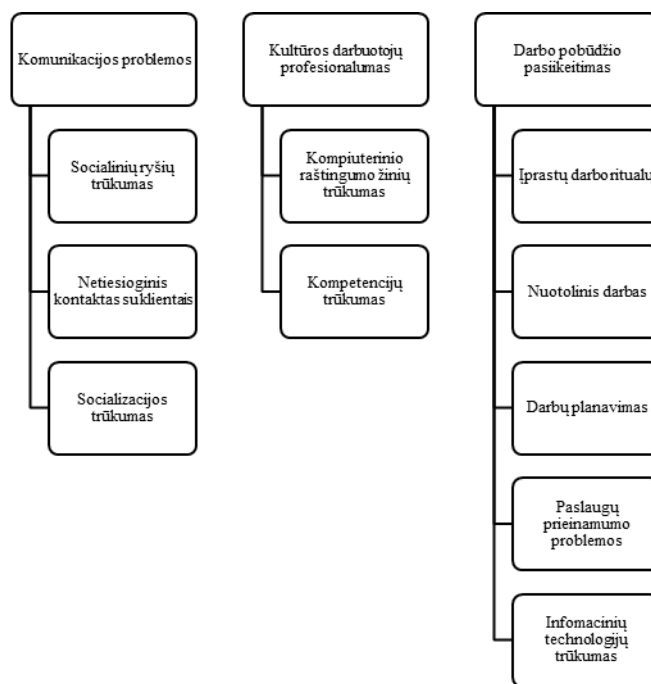 Komunikacijos problemos
Socialinių ryšių
trūkumas
Netiesioginis
kontaktas su klientais
Socializacijos
trūkumas
Kultūros darbuotojų
profesionalumas
Kompiuterinio
raštingumo žinių
trūkumas
Kompetencijų
trūkumas
Darbo pobūdžio
pasiikeitimas
Įprastų darbo ritualų
Nuotolinis darbas
Darbų planavimas
Paslaugų
prieinamumo
problemos
Infomacinių
technologijų
trūkumas